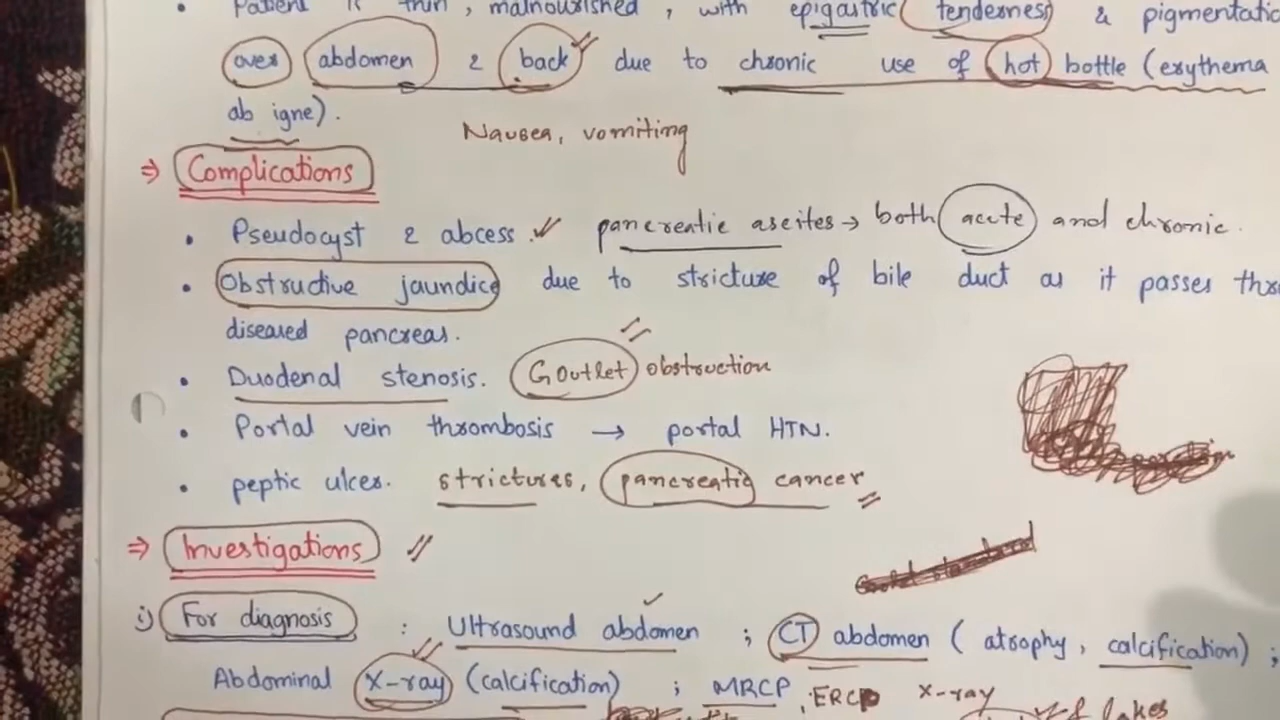 • Patient is thin, malnourished, with epigastric tenderness & pigmentatio
over abdomen & back due to chronic use of hot bottle (erythema
ab igne).
Nausea, vomiting
⇒ Complications
• Pseudocyst & abcess. pancreatic ascites → both acute and chronic.
• Obstructive jaundice due to stricture of bile duct as it passes thro
diseased pancreas.
• Duodenal stenosis. G outlet obstruction
• Portal vein thrombosis → portal HTN.
• peptic ulcer. strictures, pancreatic cancer
⇒ Investigations
i) For diagnosis : Ultrasound abdomen ; CT abdomen (atrophy, calcification) ;
Abdominal X-ray (calcification) ; MRCP, ERCP X-ray
flakes